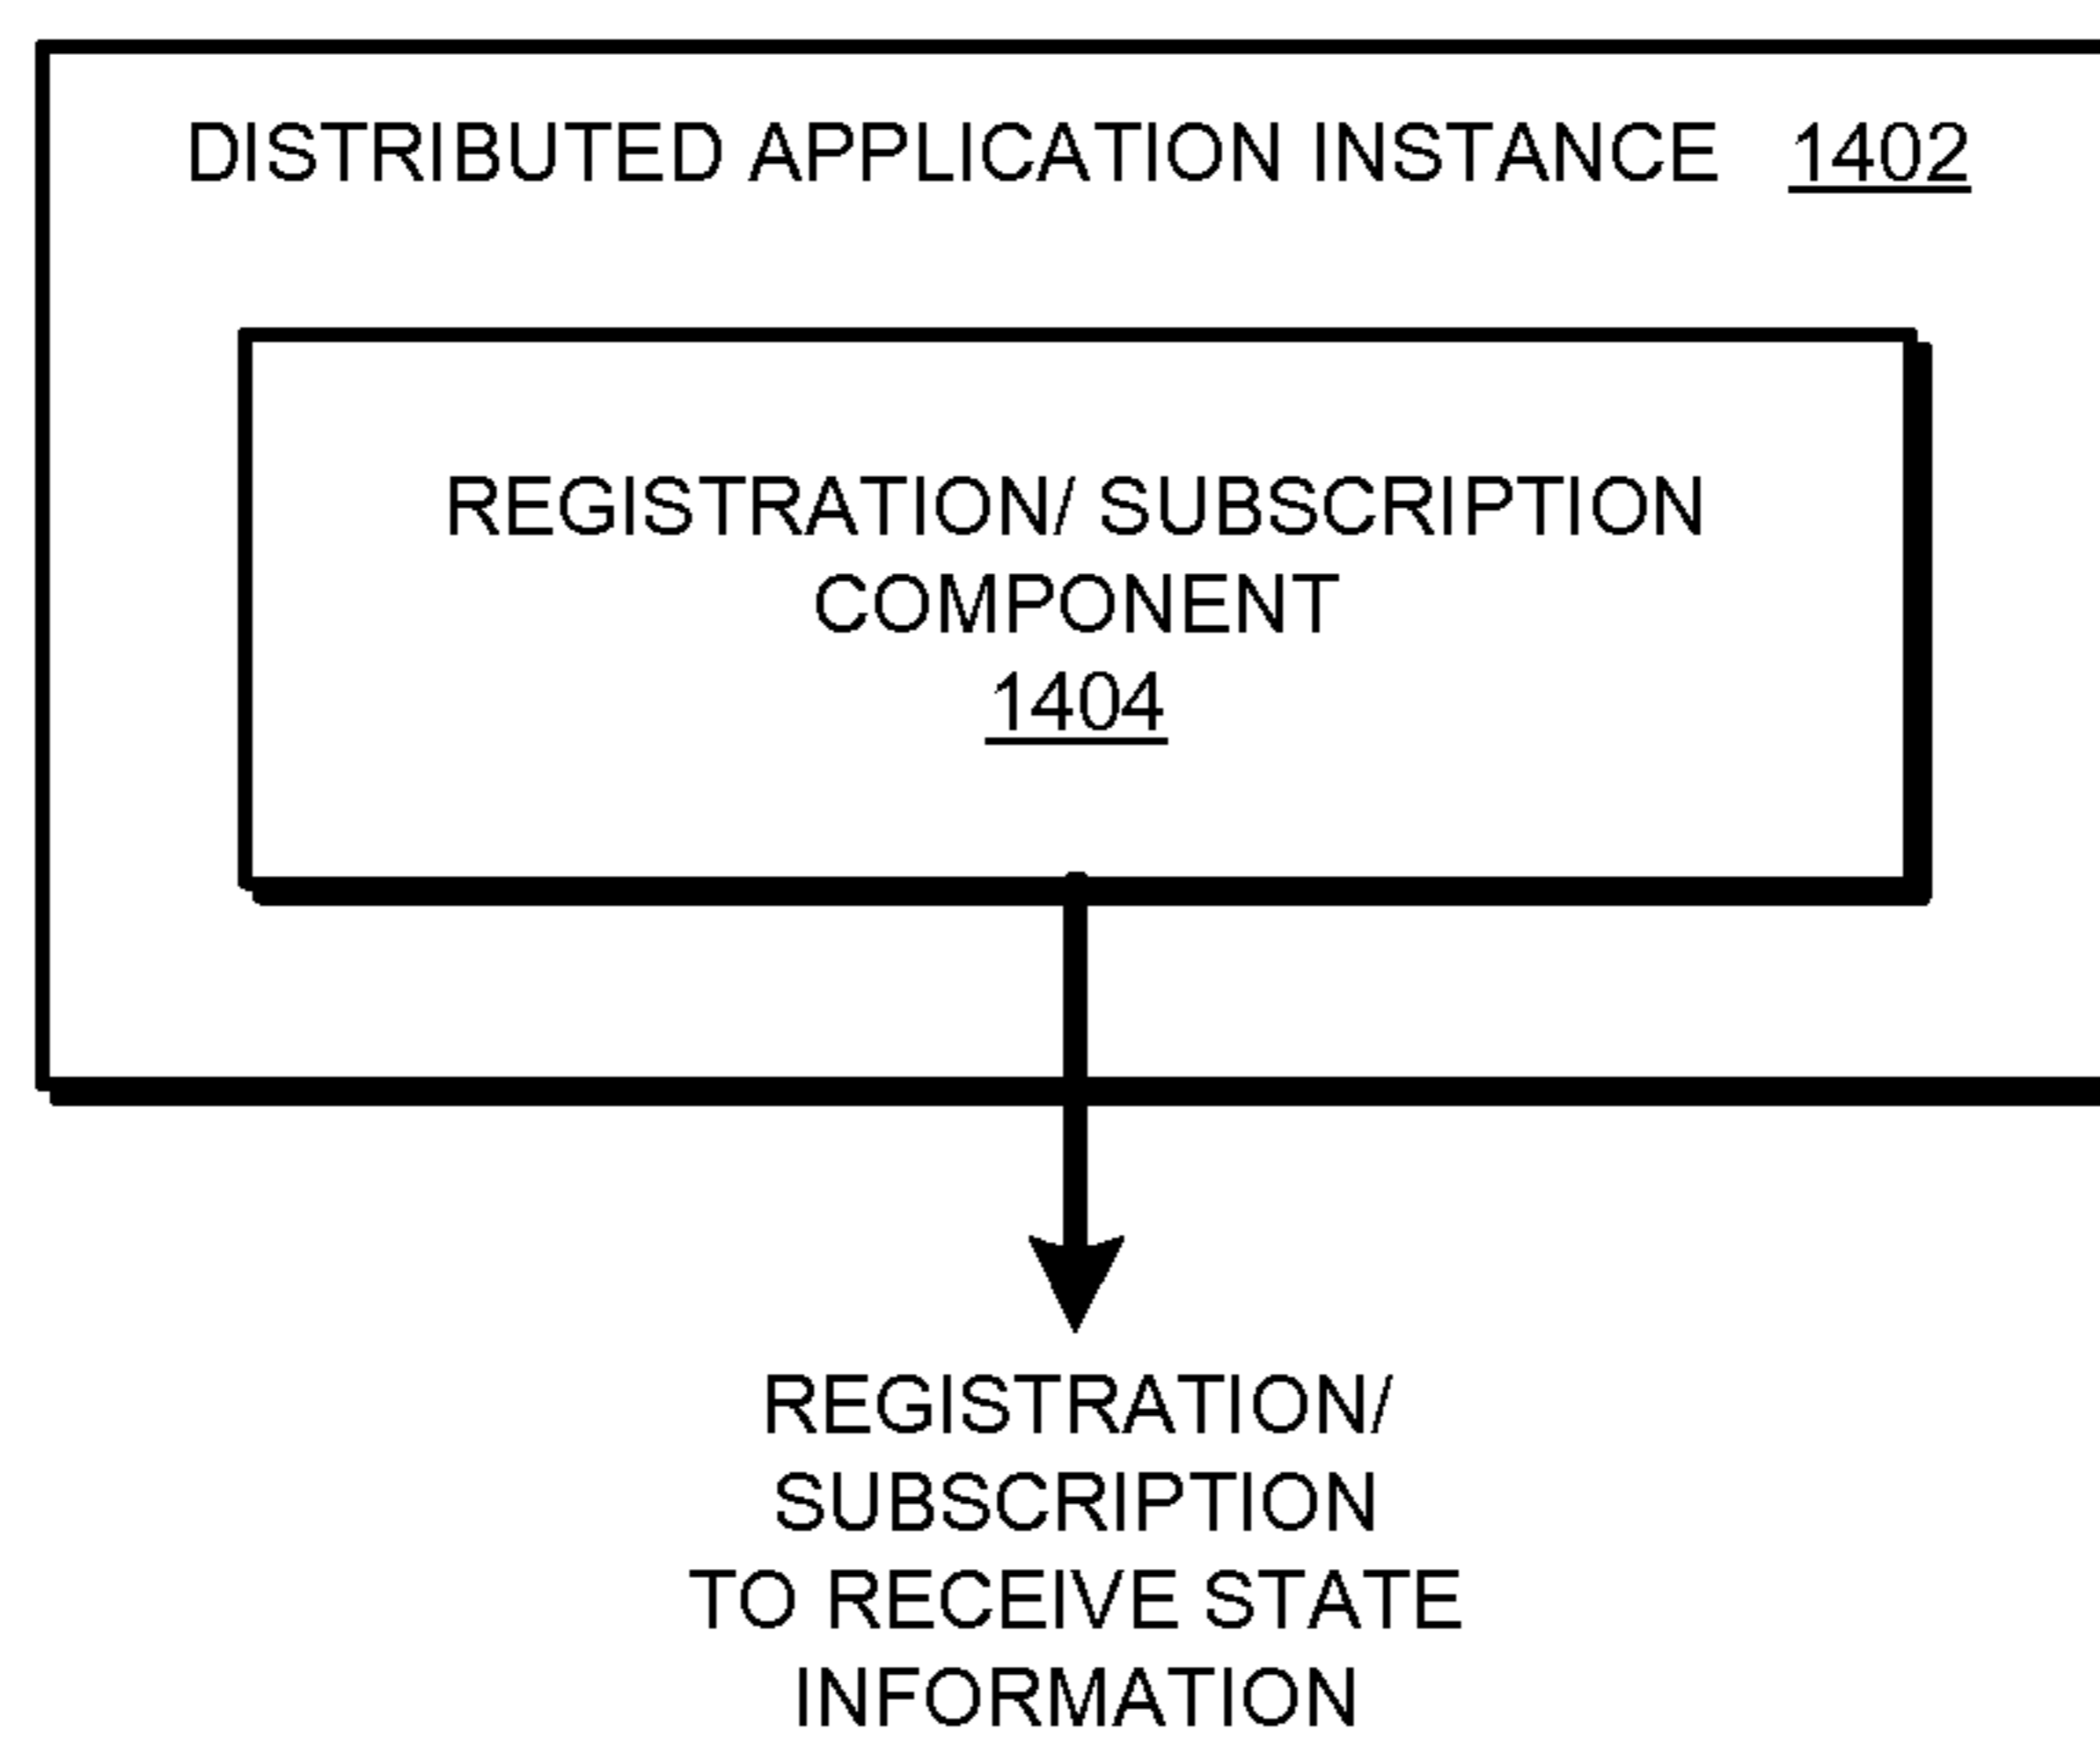 DISTRIBUTED APPLICATION INSTANCE 1402
REGISTRATION/ SUBSCRIPTION
COMPONENT
1404
REGISTRATION/
SUBSCRIPTION
TO RECEIVE STATE
INFORMATION